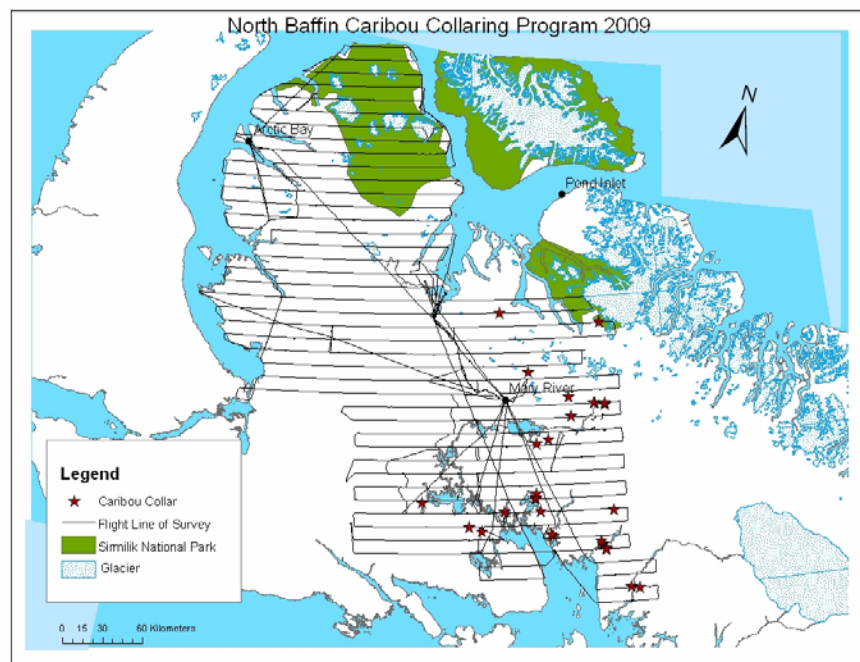 North Baffin Caribou Collaring Program 2009
N
Arctic Bay
Pond Inlet
Mary River
Legend
Caribou Collar
Flight Line of Survey
Sirmilik National Park
Glacier
0 15 30 60 Kilometers